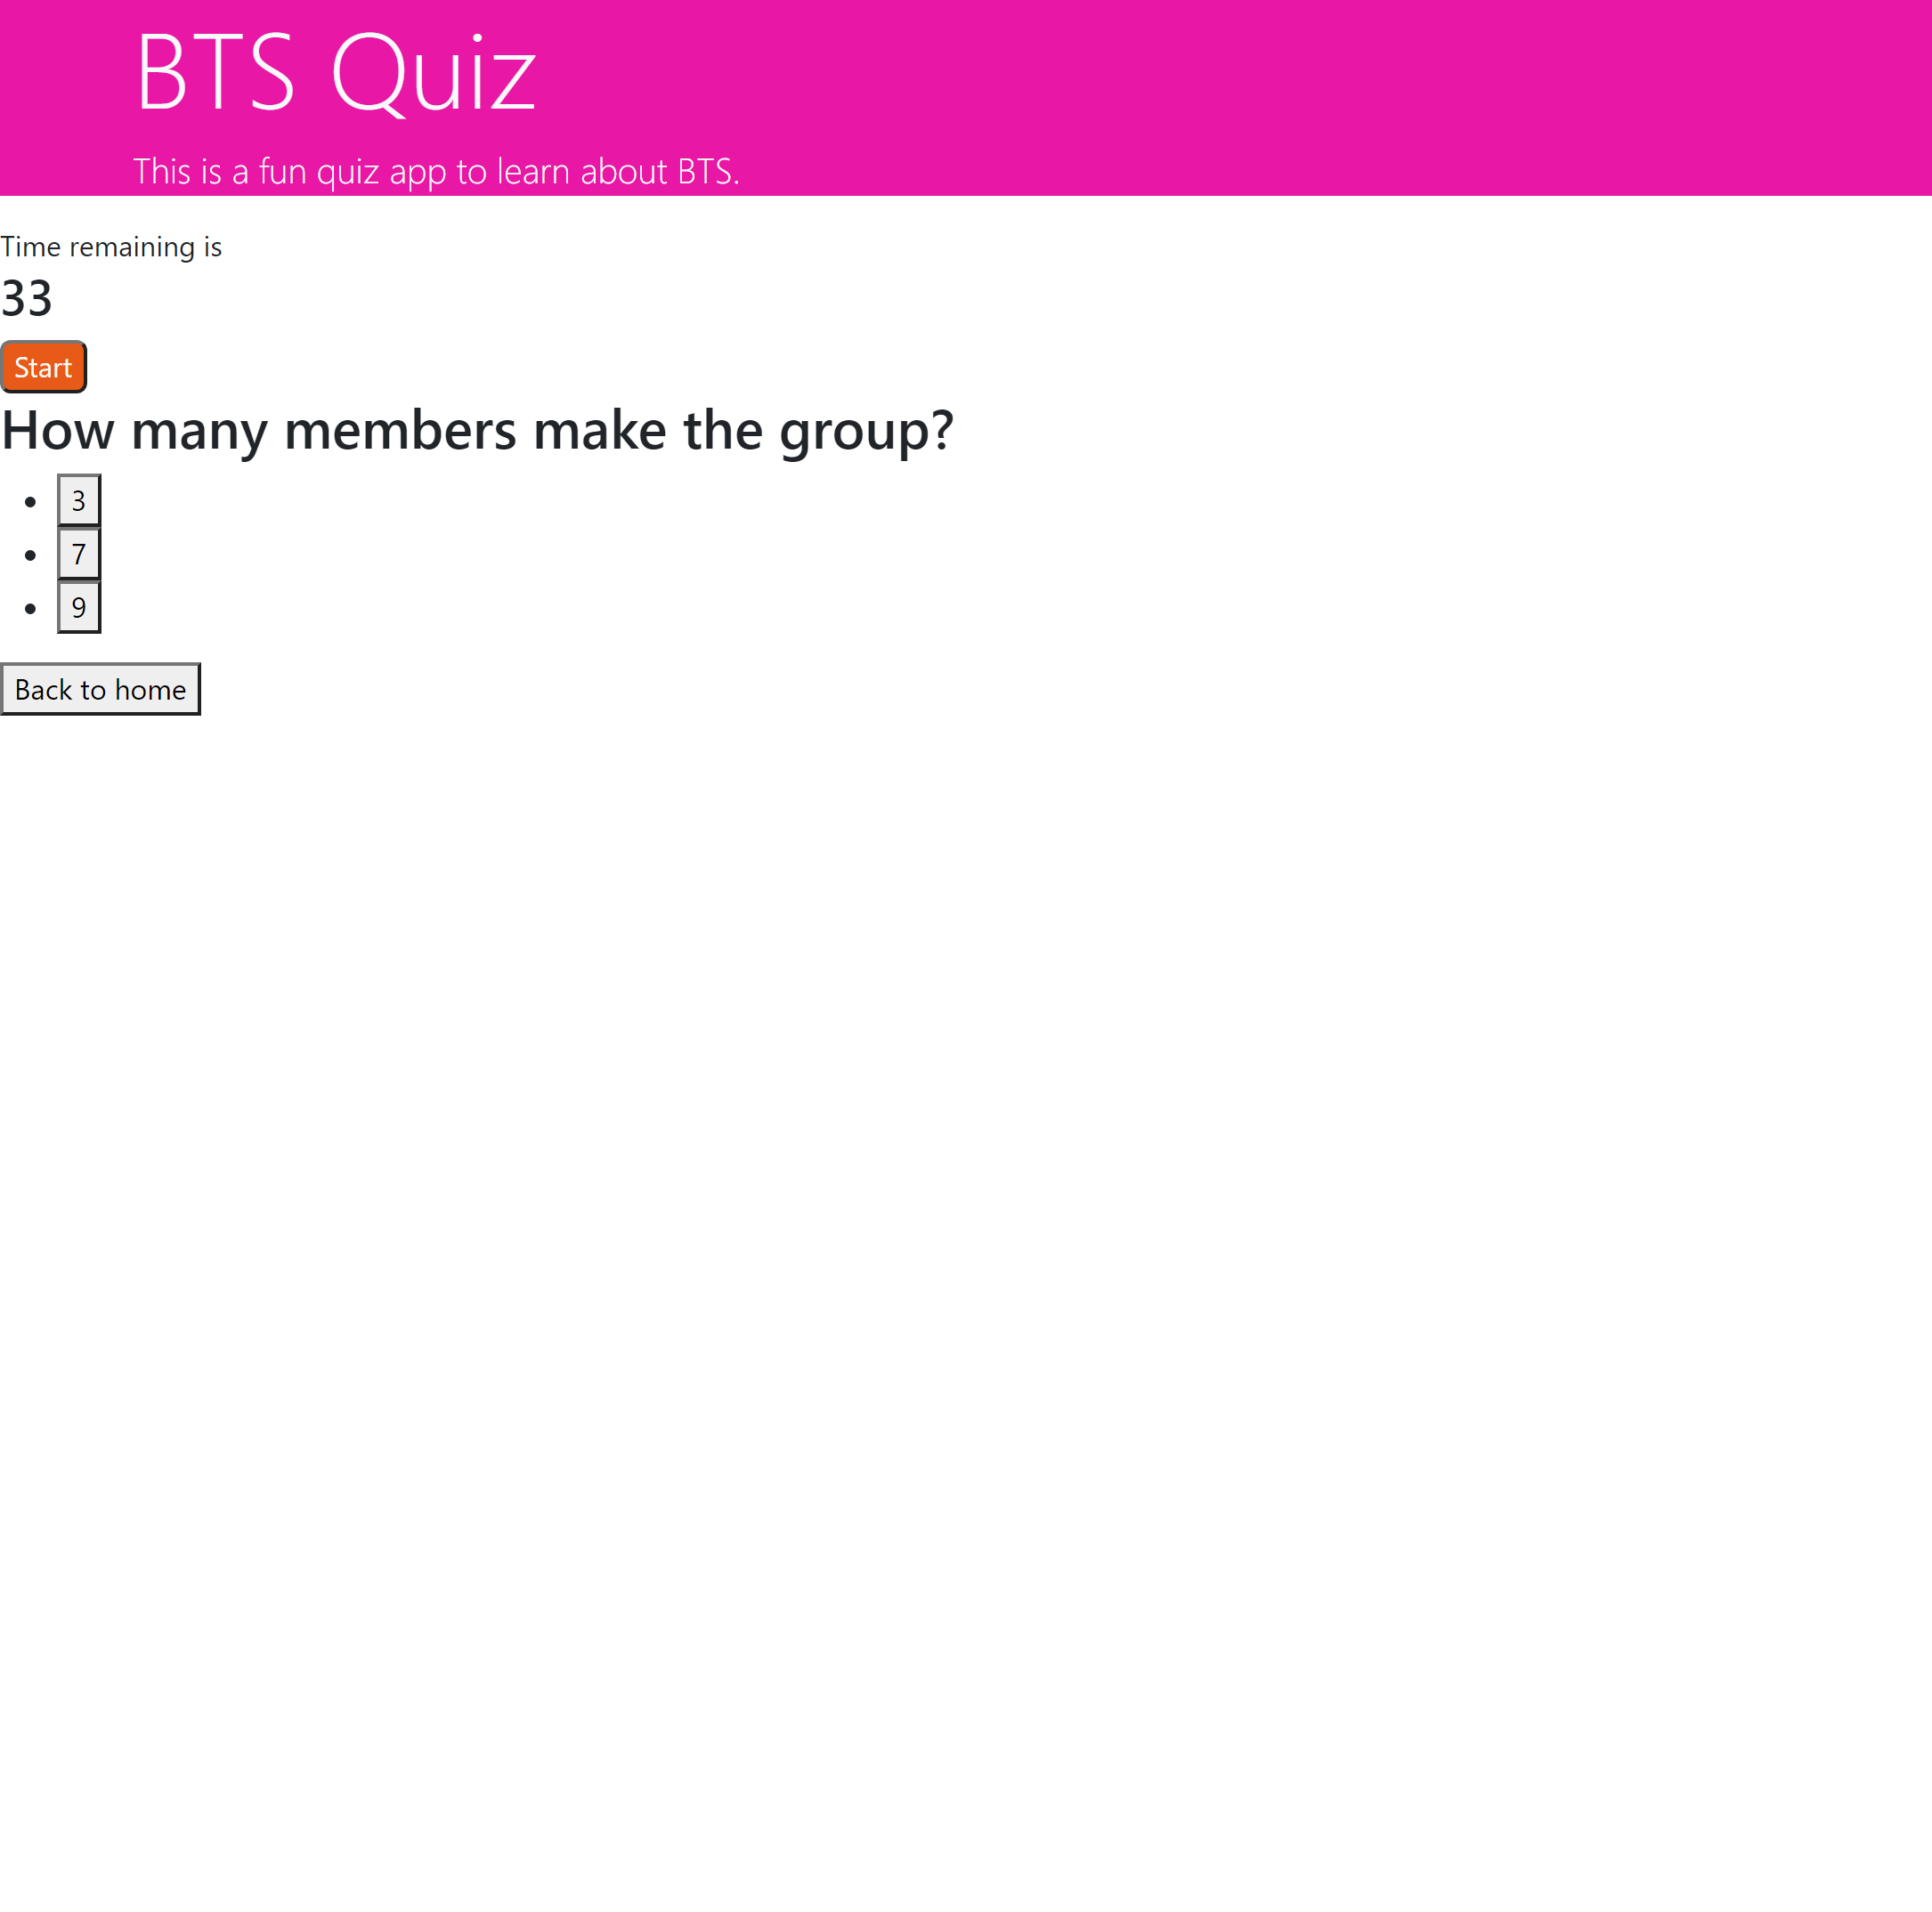 BTS Quiz
This is a fun quiz app to learn about BTS.
Time remaining is
33
Start
How many members make the group?
3
7
9
Back to home